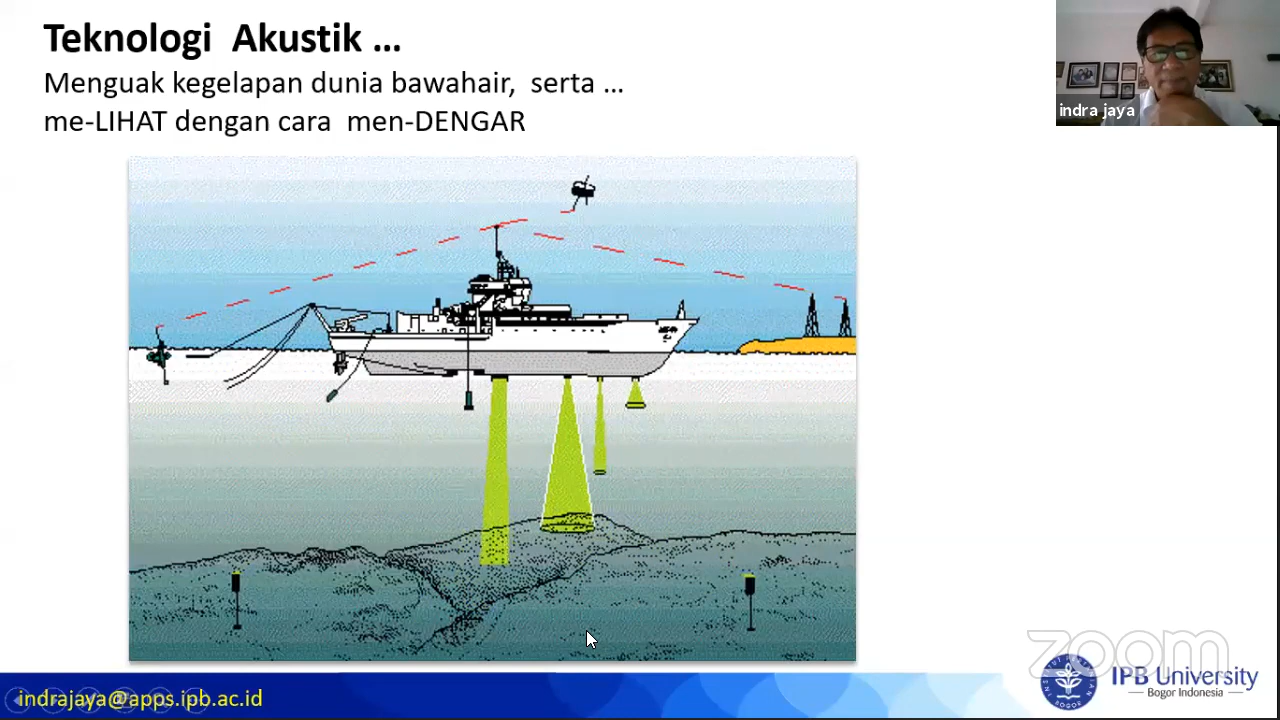 Teknologi Akustik ...
Menguak kegelapan dunia bawahair, serta ...
me-LIHAT dengan cara men-DENGAR
indra jaya
zoom
IPB University
Bogor Indonesia
indrajaya@apps.ipb.ac.id